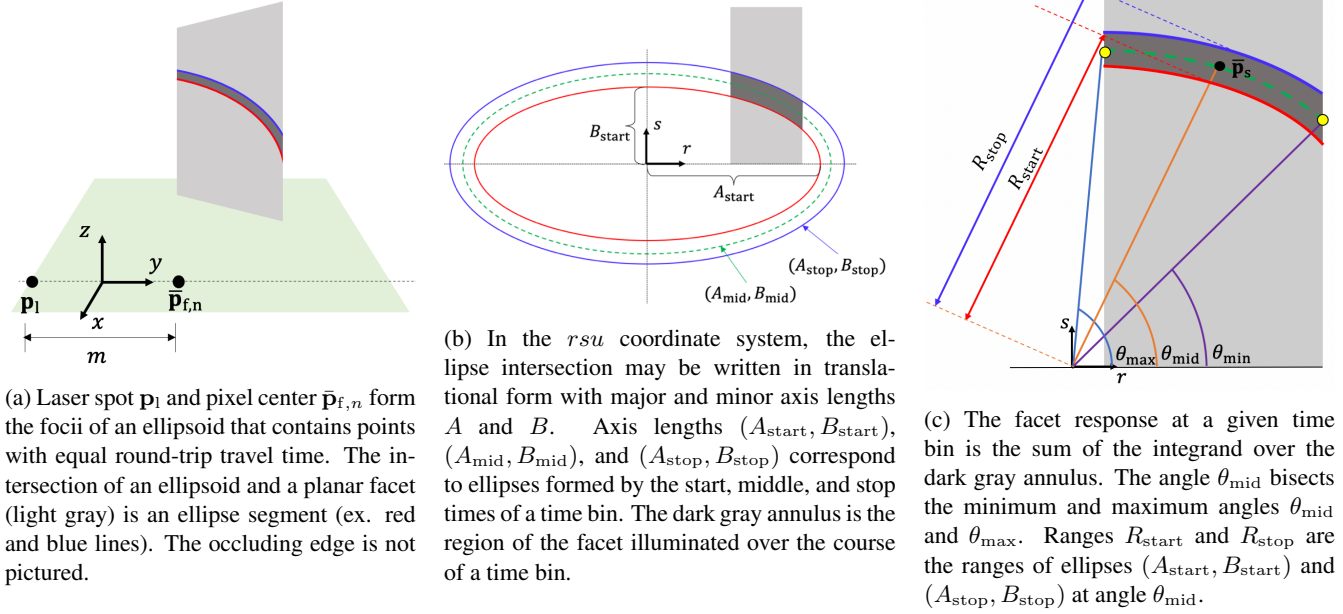 z
y
x
p_l
p̄_f,n
m
(a) Laser spot p_l and pixel center p̄_f,n form
the focii of an ellipsoid that contains points
with equal round-trip travel time. The in-
tersection of an ellipsoid and a planar facet
(light gray) is an ellipse segment (ex. red
and blue lines). The occluding edge is not
pictured.
B_start
s
r
A_start
(A_stop, B_stop)
(A_mid, B_mid)
(b) In the rsu coordinate system, the el-
lipse intersection may be written in transla-
tional form with major and minor axis lengths
A and B. Axis lengths (A_start, B_start),
(A_mid, B_mid), and (A_stop, B_stop) correspond
to ellipses formed by the start, middle, and stop
times of a time bin. The dark gray annulus is the
region of the facet illuminated over the course
of a time bin.
p̄_s
R_stop
R_start
s
θ_max
θ_mid
θ_min
r
(c) The facet response at a given time
bin is the sum of the integrand over the
dark gray annulus. The angle θ_mid bisects
the minimum and maximum angles θ_mid
and θ_max. Ranges R_start and R_stop are
the ranges of ellipses (A_start, B_start) and
(A_stop, B_stop) at angle θ_mid.